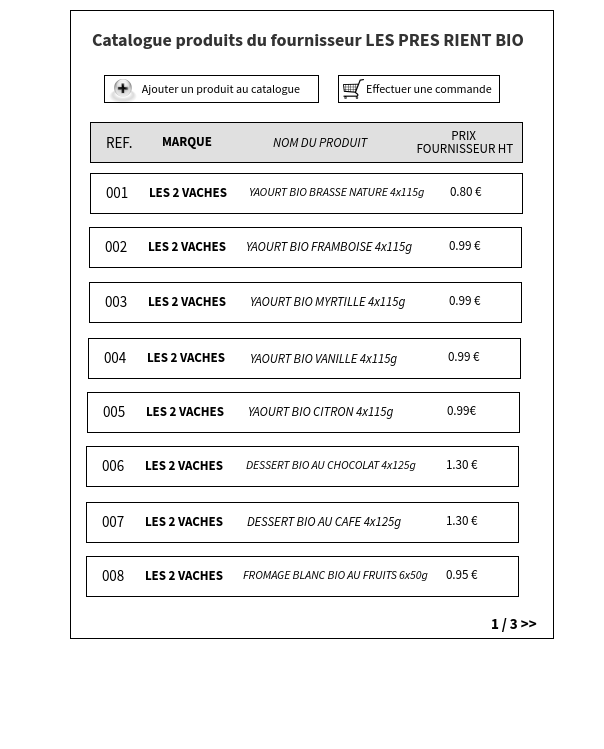 Catalogue produits du fournisseur LES PRES RIENT BIO
Ajouter un produit au catalogue
Effectuer une commande
REF. MARQUE NOM DU PRODUIT PRIX
FOURNISSEUR HT
001 LES 2 VACHES YAOURT BIO BRASSE NATURE 4x115g 0.80 €
002 LES 2 VACHES YAOURT BIO FRAMBOISE 4x115g 0.99 €
003 LES 2 VACHES YAOURT BIO MYRTILLE 4x115g 0.99 €
004 LES 2 VACHES YAOURT BIO VANILLE 4x115g 0.99 €
005 LES 2 VACHES YAOURT BIO CITRON 4x115g 0.99€
006 LES 2 VACHES DESSERT BIO AU CHOCOLAT 4x125g 1.30 €
007 LES 2 VACHES DESSERT BIO AU CAFE 4x125g 1.30 €
008 LES 2 VACHES FROMAGE BLANC BIO AU FRUITS 6x50g 0.95 €
1 / 3 >>